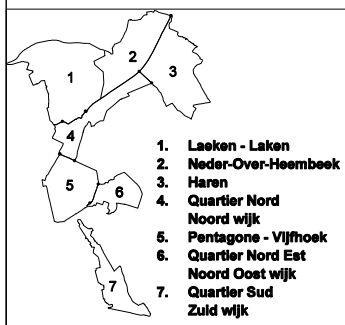 1
2
3
4
5
6
7
1. Laeken - Laken
2. Neder-Over-Heembeek
3. Haren
4. Quartier Nord
Noord wijk
5. Pentagone - Vijfhoek
6. Quartier Nord Est
Noord Oost wijk
7. Quartier Sud
Zuid wijk